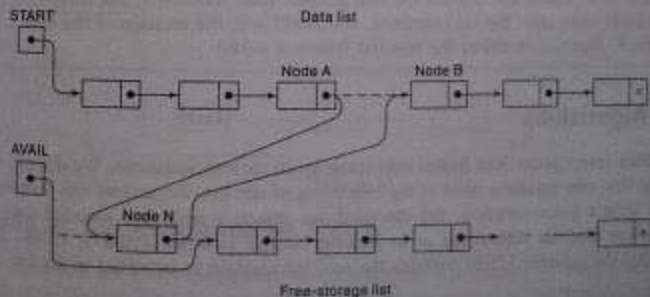 START
Data list
Node A
Node B
AVAIL
Node N
Free-storage list